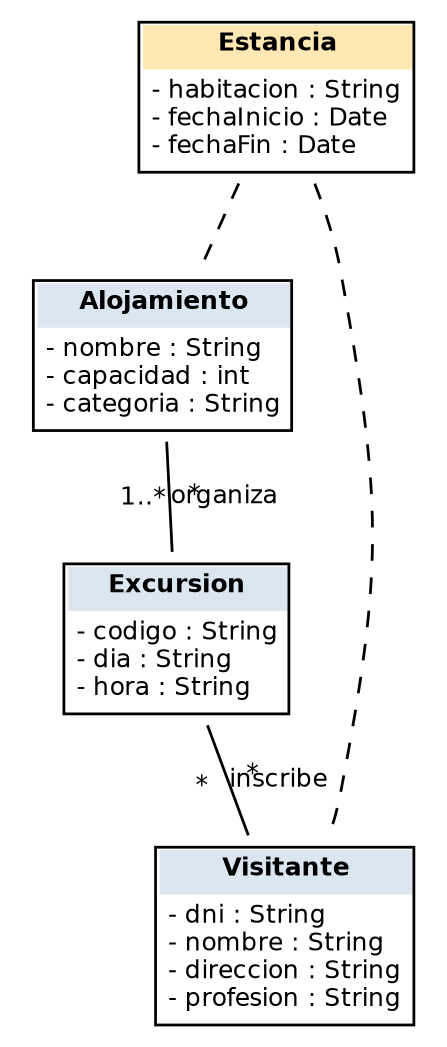 Estancia
- habitacion : String
- fechaInicio : Date
- fechaFin : Date
Alojamiento
- nombre : String
- capacidad : int
- categoria : String
1..*
*
organiza
Excursion
- codigo : String
- dia : String
- hora : String
*
*
inscribe
Visitante
- dni : String
- nombre : String
- direccion : String
- profesion : String